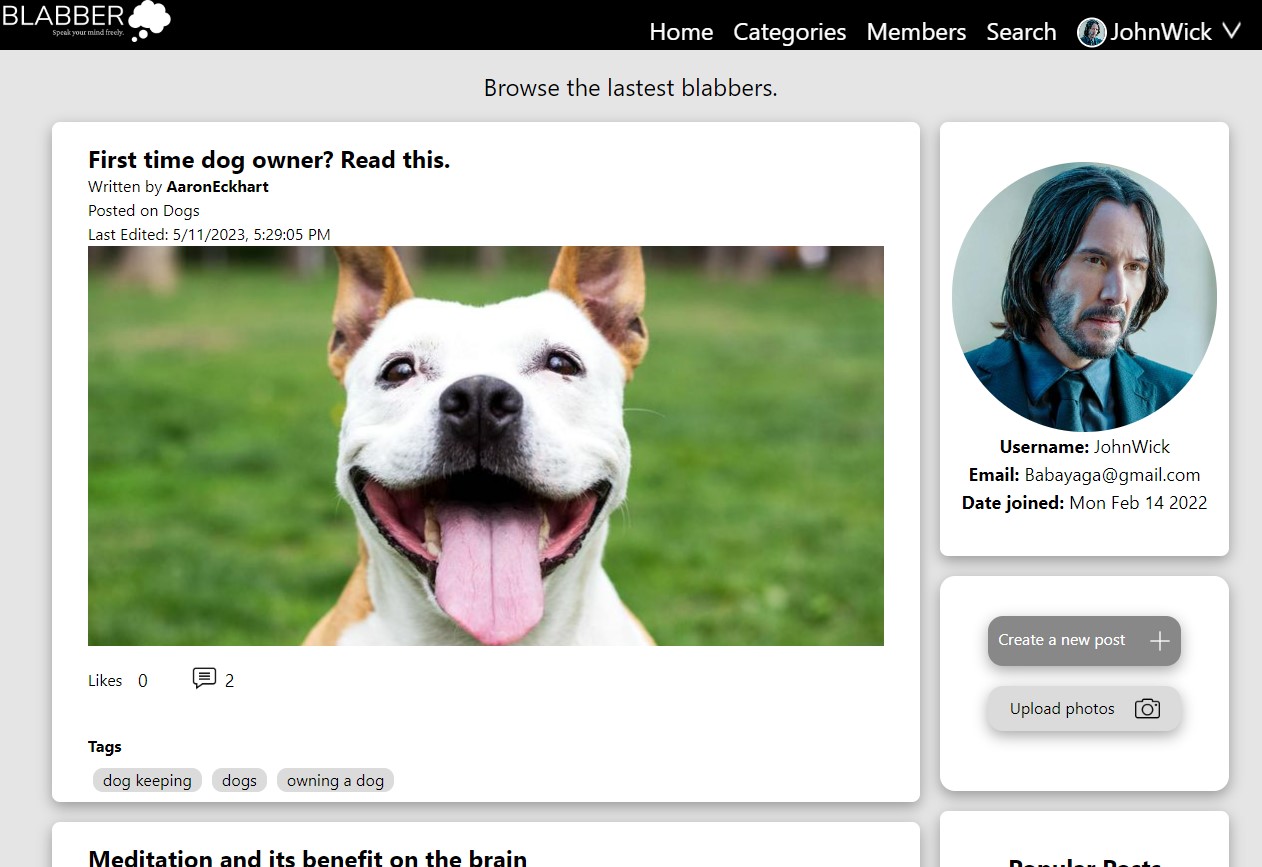 BLABBER
Speak your mind freely.
Home Categories Members Search JohnWick
Browse the lastest blabbers.
First time dog owner? Read this.
Written by AaronEckhart
Posted on Dogs
Last Edited: 5/11/2023, 5:29:05 PM
Likes 0 2
Tags
dog keeping dogs owning a dog
Meditation and its benefit on the brain
Username: JohnWick
Email: Babayaga@gmail.com
Date joined: Mon Feb 14 2022
Create a new post
Upload photos
Popular Posts